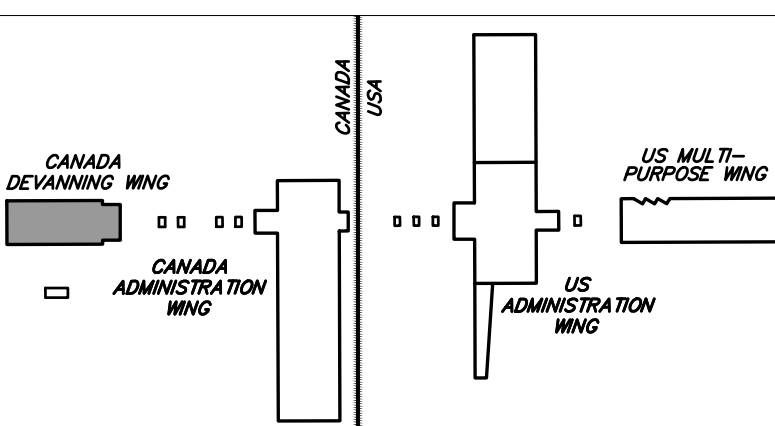 CANADA
USA
CANADA
DEVANNING WING
US MULTI-
PURPOSE WING
CANADA
ADMINISTRATION
WING
US
ADMINISTRATION
WING